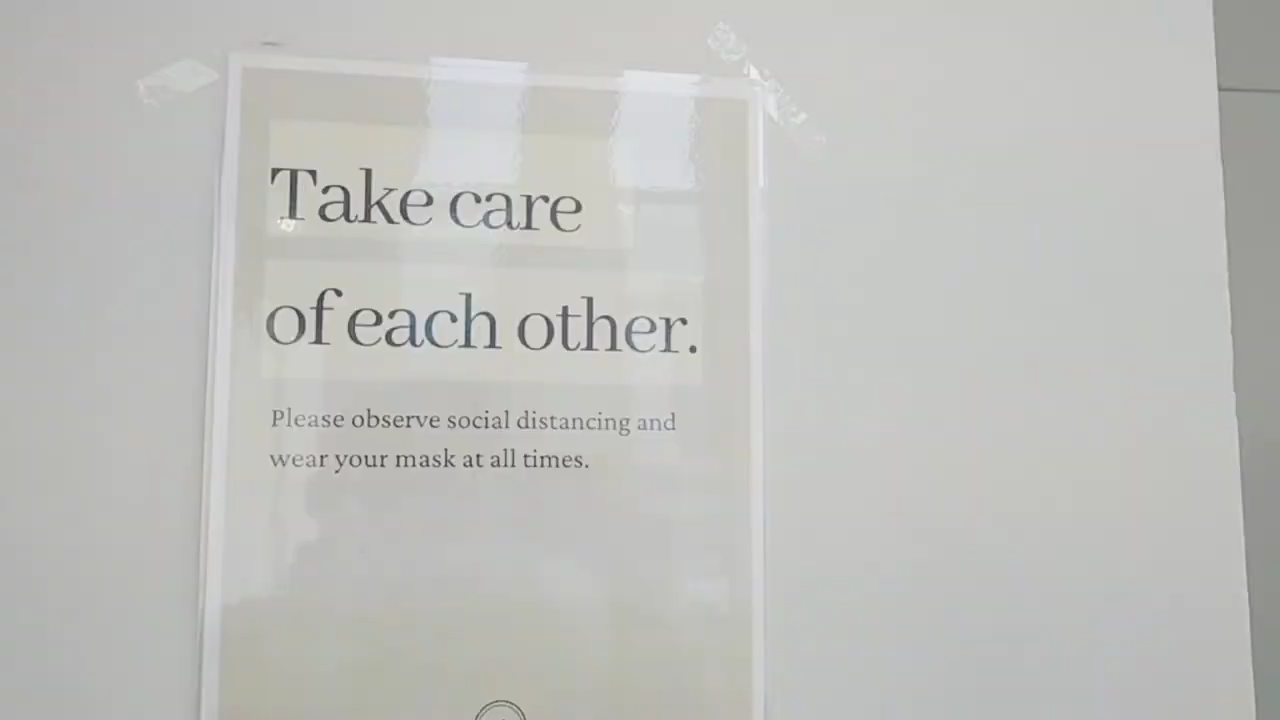 Take care
of each other.
Please observe social distancing and
wear your mask at all times.